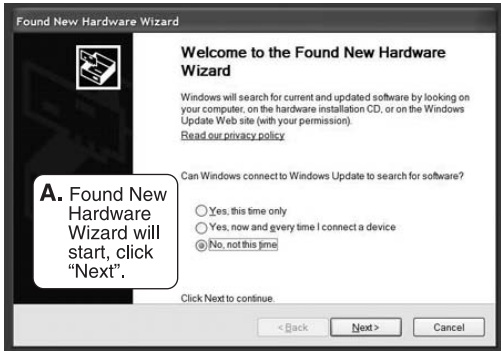 Found New Hardware Wizard
Welcome to the Found New Hardware
Wizard
Windows will search for current and updated software by looking on
your computer, on the hardware installation CD, or on the Windows
Update Web site (with your permission).
Read our privacy policy
Can Windows connect to Windows Update to search for software?
Yes, this time only
Yes, now and every time I connect a device
No, not this time
Click Next to continue.
A. Found New
Hardware
Wizard will
start, click
“Next”.
< Back
Next >
Cancel